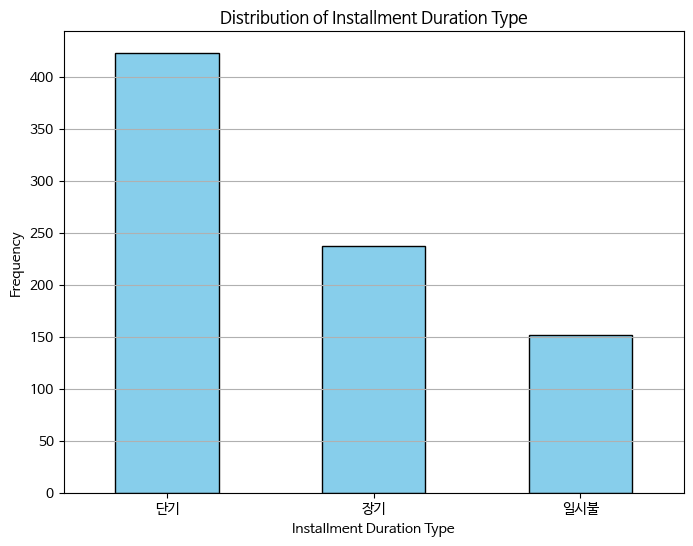 Distribution of Installment Duration Type
Frequency
400
350
300
250
200
150
100
50
0
단기 장기 일시불
Installment Duration Type